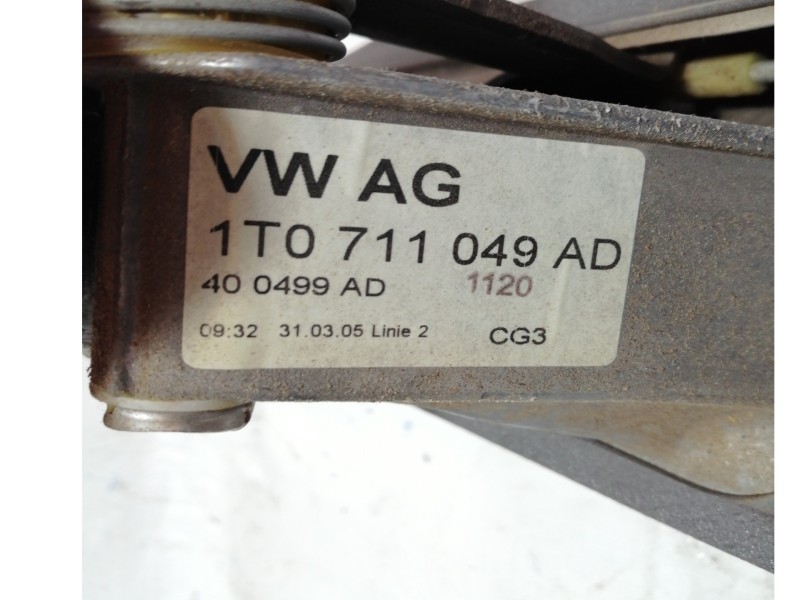 VW AG
1T0 711 049 AD
40 0499 AD 1120
09:32 31.03.05 Linie 2 CG3